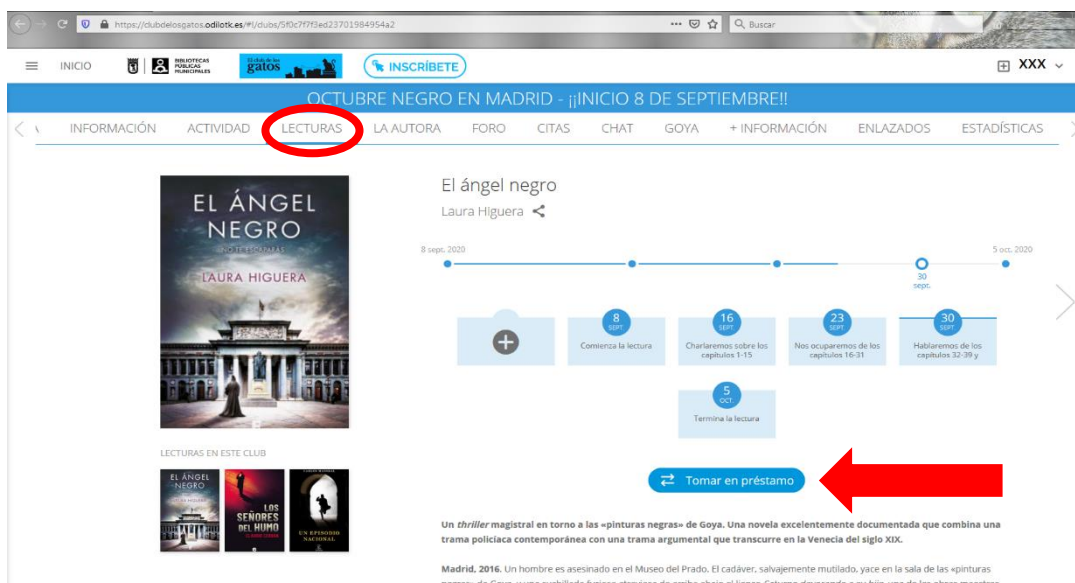 https://clubdelosgatos.odilotk.es/#!/clubs/5f0c7f7f3ed23701984954a2
Buscar
INICIO
BIBLIOTECAS
PÚBLICAS
MUNICIPALES
El club de los
gatos
INSCRÍBETE
XXX
OCTUBRE NEGRO EN MADRID - ¡¡INICIO 8 DE SEPTIEMBRE!!
INFORMACIÓN ACTIVIDAD LECTURAS LA AUTORA FORO CITAS CHAT GOYA + INFORMACIÓN ENLAZADOS ESTADÍSTICAS
EL ÁNGEL
NEGRO
LAURA HIGUERA
El ángel negro
Laura Higuera
8 sept. 2020
5 oct. 2020
30
sept.
8
SEPT.
Comienza la lectura
16
SEPT.
Charlaremos sobre los
capítulos 1-15
23
SEPT.
Nos ocuparemos de los
capítulos 16-31
30
SEPT.
Hablaremos de los
capítulos 32-39 y
5
OCT.
Termina la lectura
LECTURAS EN ESTE CLUB
EL ÁNGEL
NEGRO
LOS
SEÑORES
DEL HUMO
UN EPISODIO
NACIONAL
Tomar en préstamo
Un thriller magistral en torno a las «pinturas negras» de Goya. Una novela excelentemente documentada que combina una
trama policíaca contemporánea con una trama argumental que transcurre en la Venecia del siglo XIX.
Madrid, 2016. Un hombre es asesinado en el Museo del Prado. El cadáver, salvajemente mutilado, yace en la sala de las «pinturas